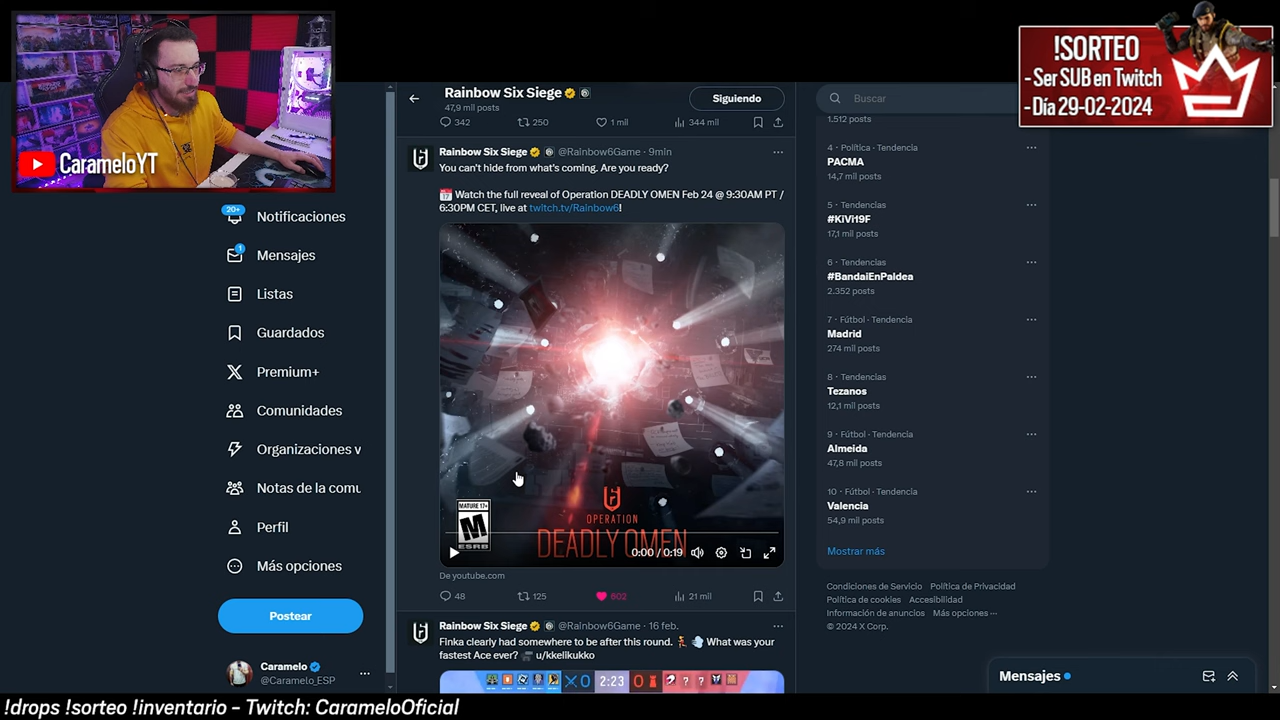 CarameloYT
Notificaciones
20+
Mensajes
1
Listas
Guardados
Premium+
Comunidades
Organizaciones v
Notas de la comu
Perfil
Más opciones
Postear
Caramelo
@Caramelo_ESP
Rainbow Six Siege
47,9 mil posts
Siguiendo
342 250 1 mil 344 mil
Rainbow Six Siege @Rainbow6Game · 9min
You can't hide from what's coming. Are you ready?
17 Watch the full reveal of Operation DEADLY OMEN Feb 24 @ 9:30AM PT /
6:30PM CET, live at twitch.tv/Rainbow6!
MATURE 17+
M
ESRB
OPERATION
DEADLY OMEN
0:00 / 0:19
De youtube.com
48 125 602 21 mil
Rainbow Six Siege @Rainbow6Game · 16 feb.
Finka clearly had somewhere to be after this round. What was your
fastest Ace ever? u/kkelikukko
0 2:23 0 ? ?
!SORTEO
- Ser SUB en Twitch
- Día 29-02-2024
Buscar
1.512 posts
4 · Política · Tendencia
PACMA
14,7 mil posts
5 · Tendencias
#KiVi19F
17,1 mil posts
6 · Tendencias
#BandaiEnPaldea
2.352 posts
7 · Fútbol · Tendencia
Madrid
274 mil posts
8 · Tendencias
Tezanos
12,1 mil posts
9 · Fútbol · Tendencia
Almeida
47,8 mil posts
10 · Fútbol · Tendencia
Valencia
54,9 mil posts
Mostrar más
Condiciones de Servicio Política de Privacidad
Política de cookies Accesibilidad
Información de anuncios Más opciones ···
© 2024 X Corp.
Mensajes
!drops !sorteo !inventario - Twitch: CarameloOficial